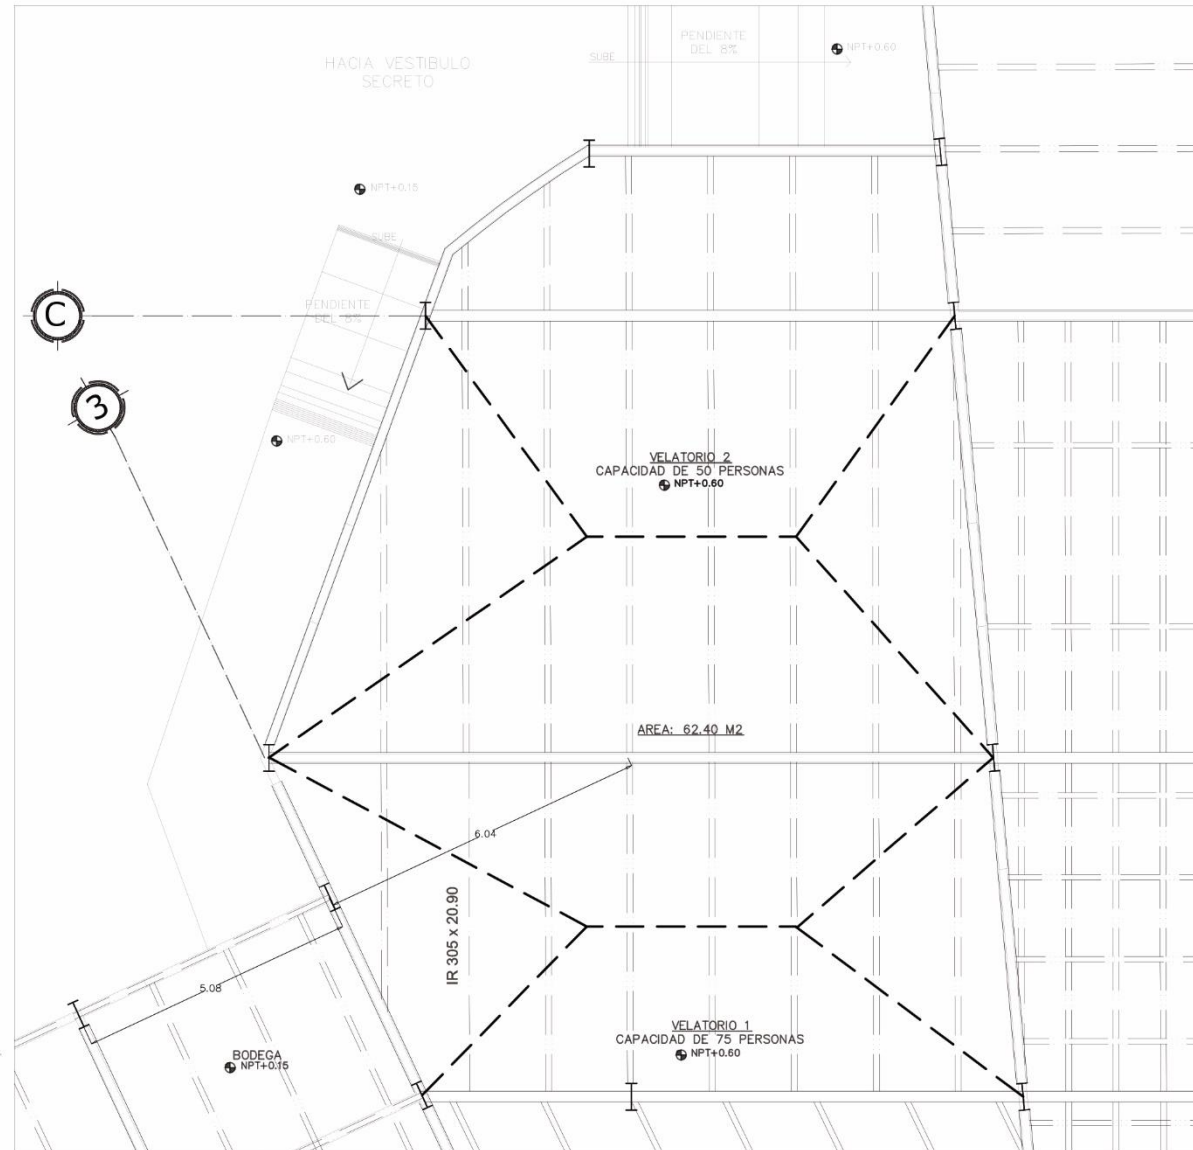 HACIA VESTIBULO
SECRETO
SUBE
PENDIENTE
DEL 8%
NPT+0.60
NPT+0.15
SUBE
PENDIENTE
DEL 8%
C
3
NPT+0.60
VELATORIO 2
CAPACIDAD DE 50 PERSONAS
NPT+0.60
AREA: 62.40 M2
6.04
IR 305 x 20.90
5.08
BODEGA
NPT+0.15
VELATORIO 1
CAPACIDAD DE 75 PERSONAS
NPT+0.60